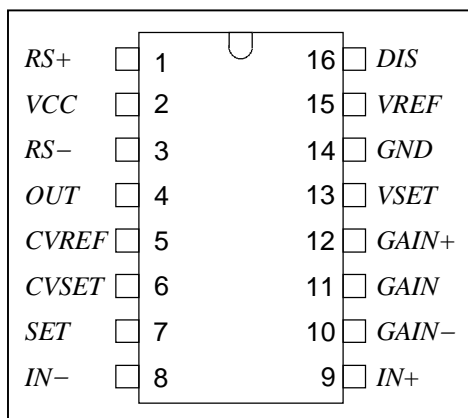 RS+ 1 16 DIS
VCC 2 15 VREF
RS− 3 14 GND
OUT 4 13 VSET
CVREF 5 12 GAIN+
CVSET 6 11 GAIN
SET 7 10 GAIN−
IN− 8 9 IN+